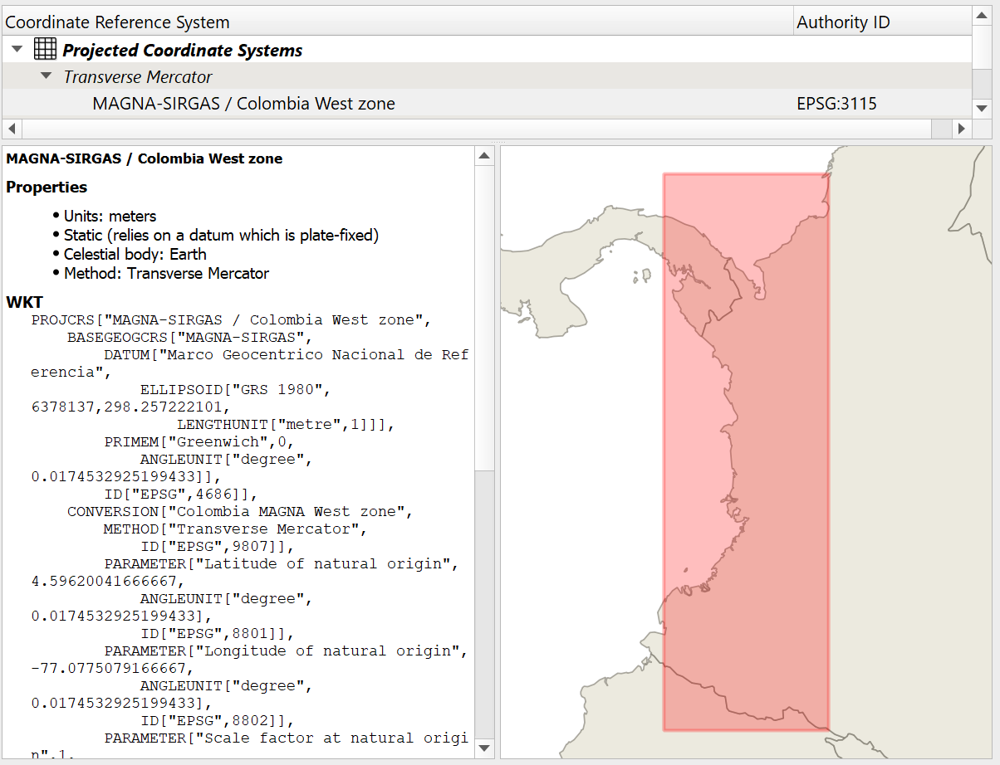 Coordinate Reference System Authority ID
Projected Coordinate Systems
Transverse Mercator
MAGNA-SIRGAS / Colombia West zone EPSG:3115
MAGNA-SIRGAS / Colombia West zone
Properties
• Units: meters
• Static (relies on a datum which is plate-fixed)
• Celestial body: Earth
• Method: Transverse Mercator
WKT
PROJCRS["MAGNA-SIRGAS / Colombia West zone",
BASEGEOGCRS["MAGNA-SIRGAS",
DATUM["Marco Geocentrico Nacional de Ref
erencia",
ELLIPSOID["GRS 1980",
6378137,298.257222101,
LENGTHUNIT["metre",1]]],
PRIMEM["Greenwich",0,
ANGLEUNIT["degree",
0.0174532925199433]],
ID["EPSG",4686]],
CONVERSION["Colombia MAGNA West zone",
METHOD["Transverse Mercator",
ID["EPSG",9807]],
PARAMETER["Latitude of natural origin",
4.59620041666667,
ANGLEUNIT["degree",
0.0174532925199433],
ID["EPSG",8801]],
PARAMETER["Longitude of natural origin",
-77.0775079166667,
ANGLEUNIT["degree",
0.0174532925199433],
ID["EPSG",8802]],
PARAMETER["Scale factor at natural origi
n",1,